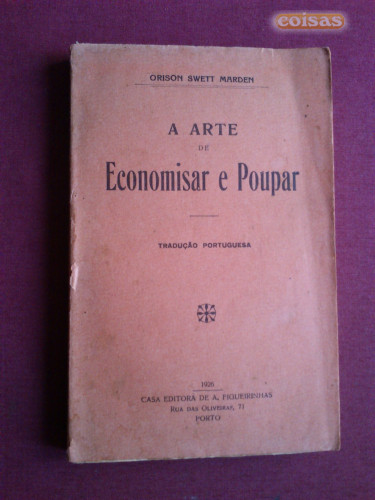 coisas
ORISON SWETT MARDEN
A ARTE
DE
Economisar e Poupar
TRADUÇÃO PORTUGUESA
1926
CASA EDITORA DE A. FIGUEIRINHAS
RUA DAS OLIVEIRAS, 71
PORTO